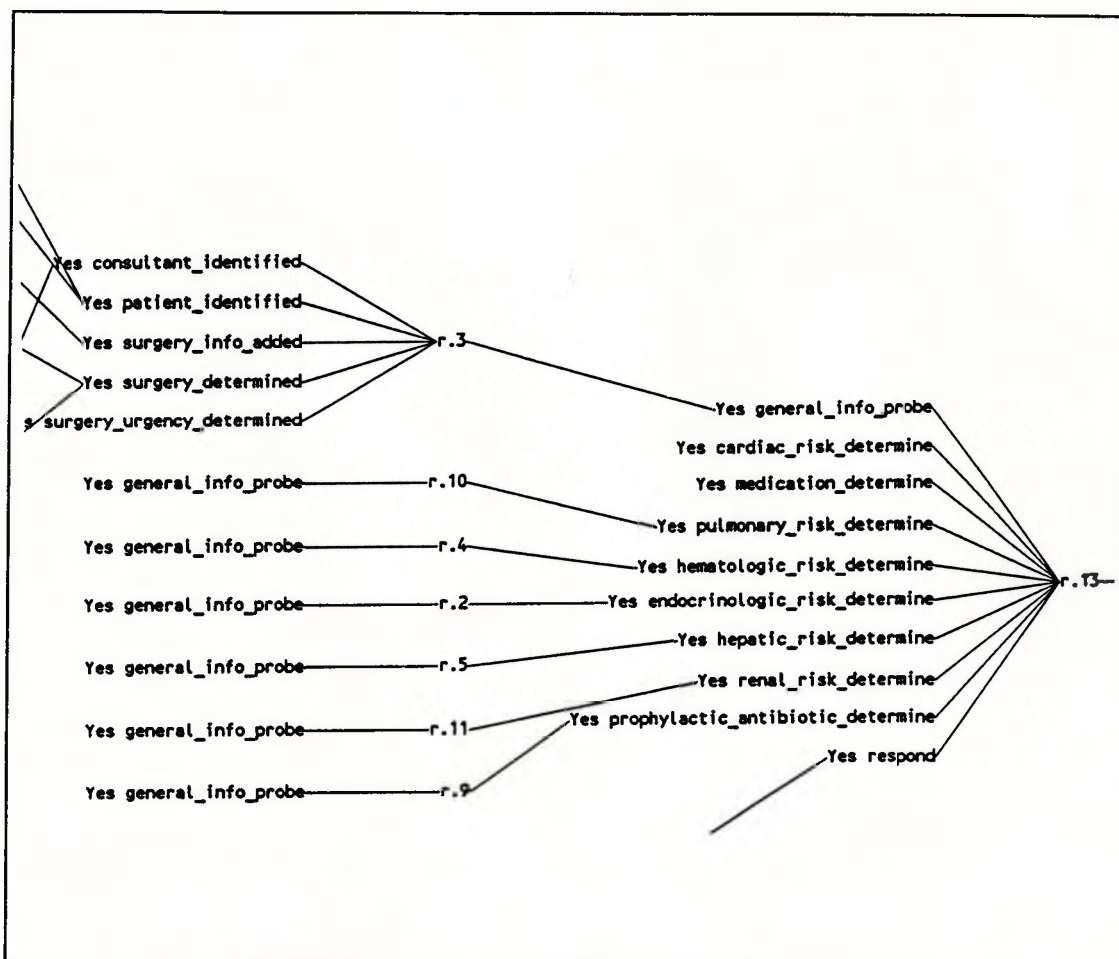 Yes consultant_identified
Yes patient_identified
Yes surgery_info_added
r.3
Yes surgery_determined
Yes general_info_probe
s surgery_urgency_determined
Yes cardiac_risk_determine
Yes general_info_probe
r.10
Yes medication_determine
Yes pulmonary_risk_determine
Yes general_info_probe
r.4
Yes hematologic_risk_determine
r.13
Yes general_info_probe
r.2
Yes endocrinologic_risk_determine
Yes hepatic_risk_determine
Yes general_info_probe
r.5
Yes renal_risk_determine
Yes general_info_probe
r.11
Yes prophylactic_antibiotic_determine
Yes respond
Yes general_info_probe
r.9